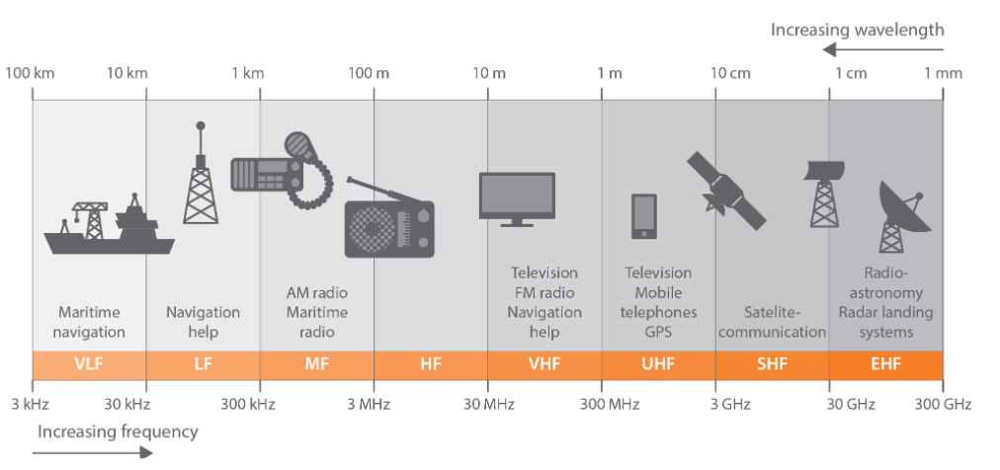 Increasing wavelength
100 km 10 km 1 km 100 m 10 m 1 m 10 cm 1 cm 1 mm
Maritime
navigation
Navigation
help
AM radio
Maritime
radio
Television
FM radio
Navigation
help
Television
Mobile
telephones
GPS
Satelite-
communication
Radio-
astronomy
Radar landing
systems
VLF LF MF HF VHF UHF SHF EHF
3 kHz 30 kHz 300 kHz 3 MHz 30 MHz 300 MHz 3 GHz 30 GHz 300 GHz
Increasing frequency